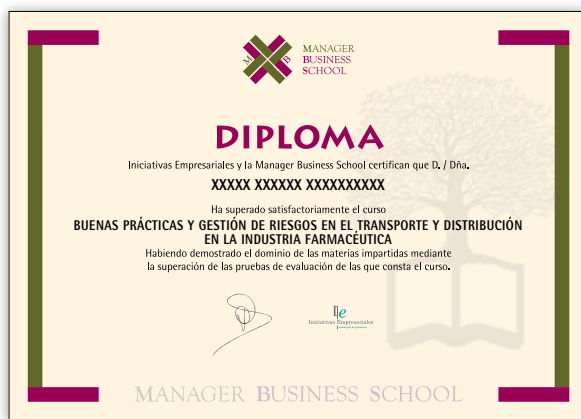 M B
MANAGER
BUSINESS
SCHOOL
DIPLOMA
Iniciativas Empresariales y la Manager Business School certifican que D. / Dña.
XXXXX XXXXXX XXXXXXXXXX
Ha superado satisfactoriamente el curso
BUENAS PRÁCTICAS Y GESTIÓN DE RIESGOS EN EL TRANSPORTE Y DISTRIBUCIÓN
EN LA INDUSTRIA FARMACÉUTICA
Habiendo demostrado el dominio de las materias impartidas mediante
la superación de las pruebas de evaluación de las que consta el curso.
Iniciativas Empresariales
MANAGER BUSINESS SCHOOL